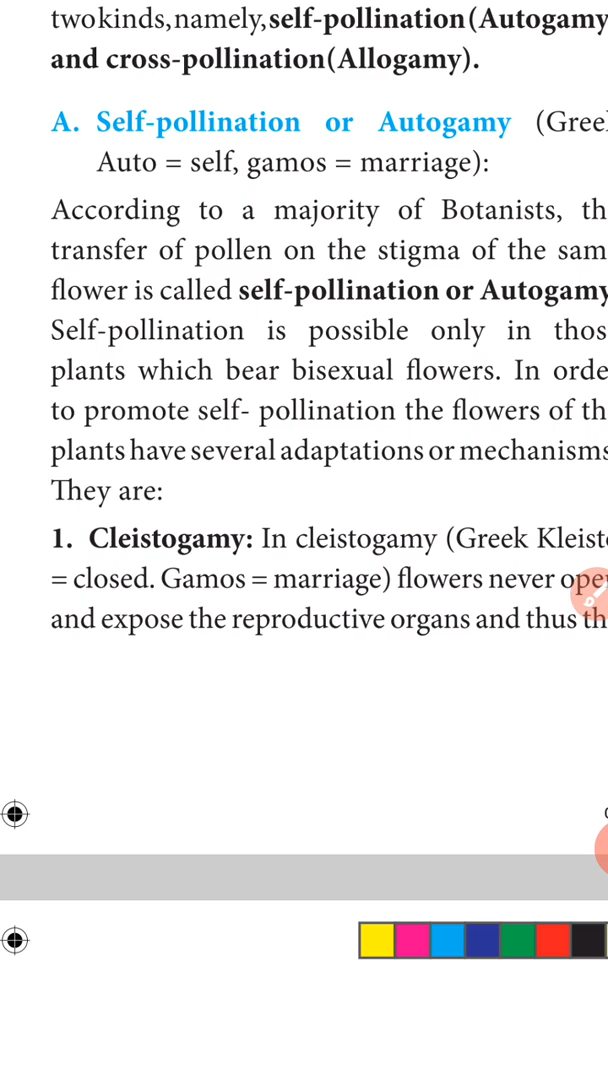 two kinds, namely, self-pollination (Autogamy
and cross-pollination(Allogamy).
A. Self-pollination or Autogamy (Gree
Auto = self, gamos = marriage):
According to a majority of Botanists, th
transfer of pollen on the stigma of the sam
flower is called self-pollination or Autogamy
Self-pollination is possible only in thos
plants which bear bisexual flowers. In orde
to promote self- pollination the flowers of th
plants have several adaptations or mechanisms
They are:
1. Cleistogamy: In cleistogamy (Greek Kleisto
= closed. Gamos = marriage) flowers never open
and expose the reproductive organs and thus th